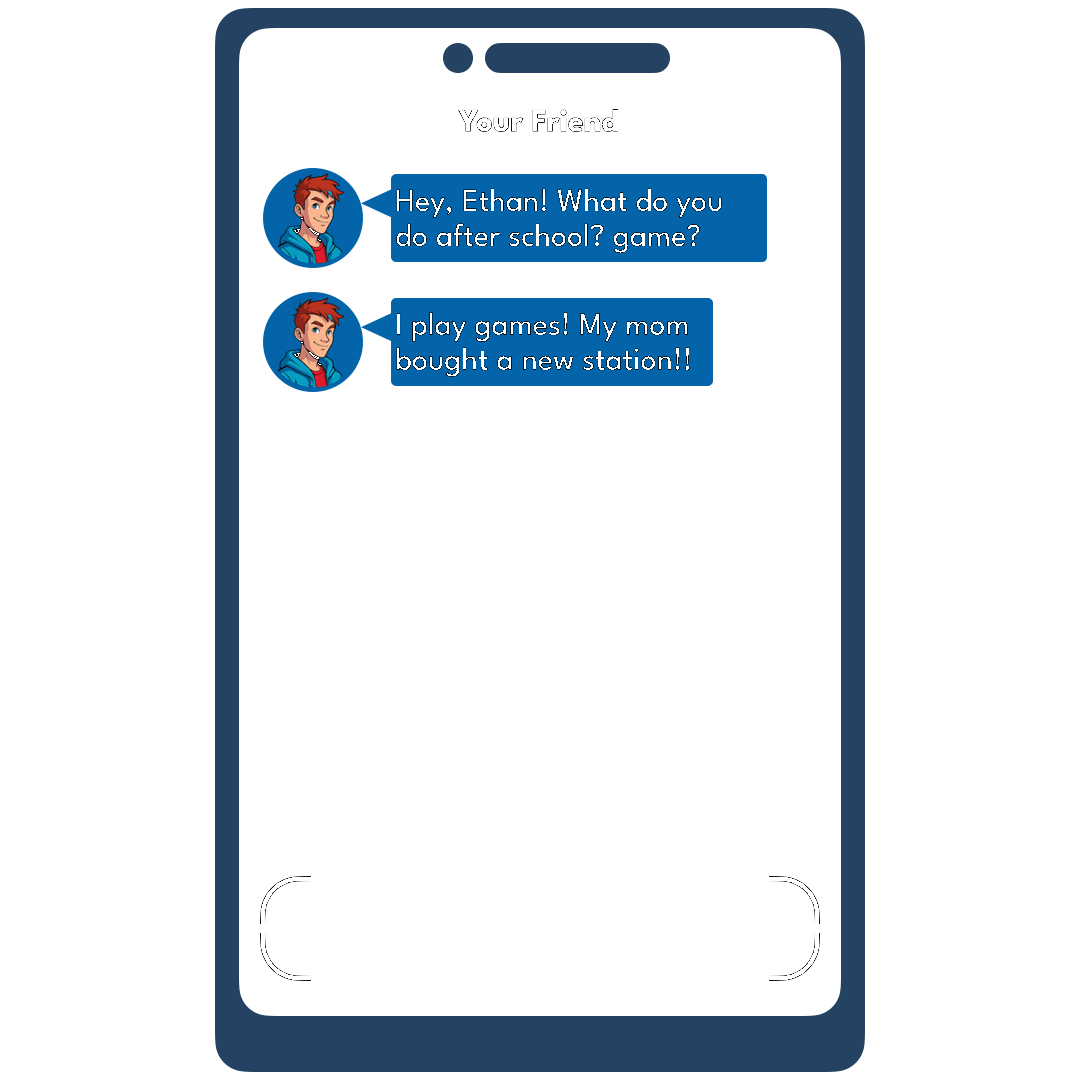 Your Friend
Hey, Ethan! What do you
do after school? game?
I play games! My mom
bought a new station!!